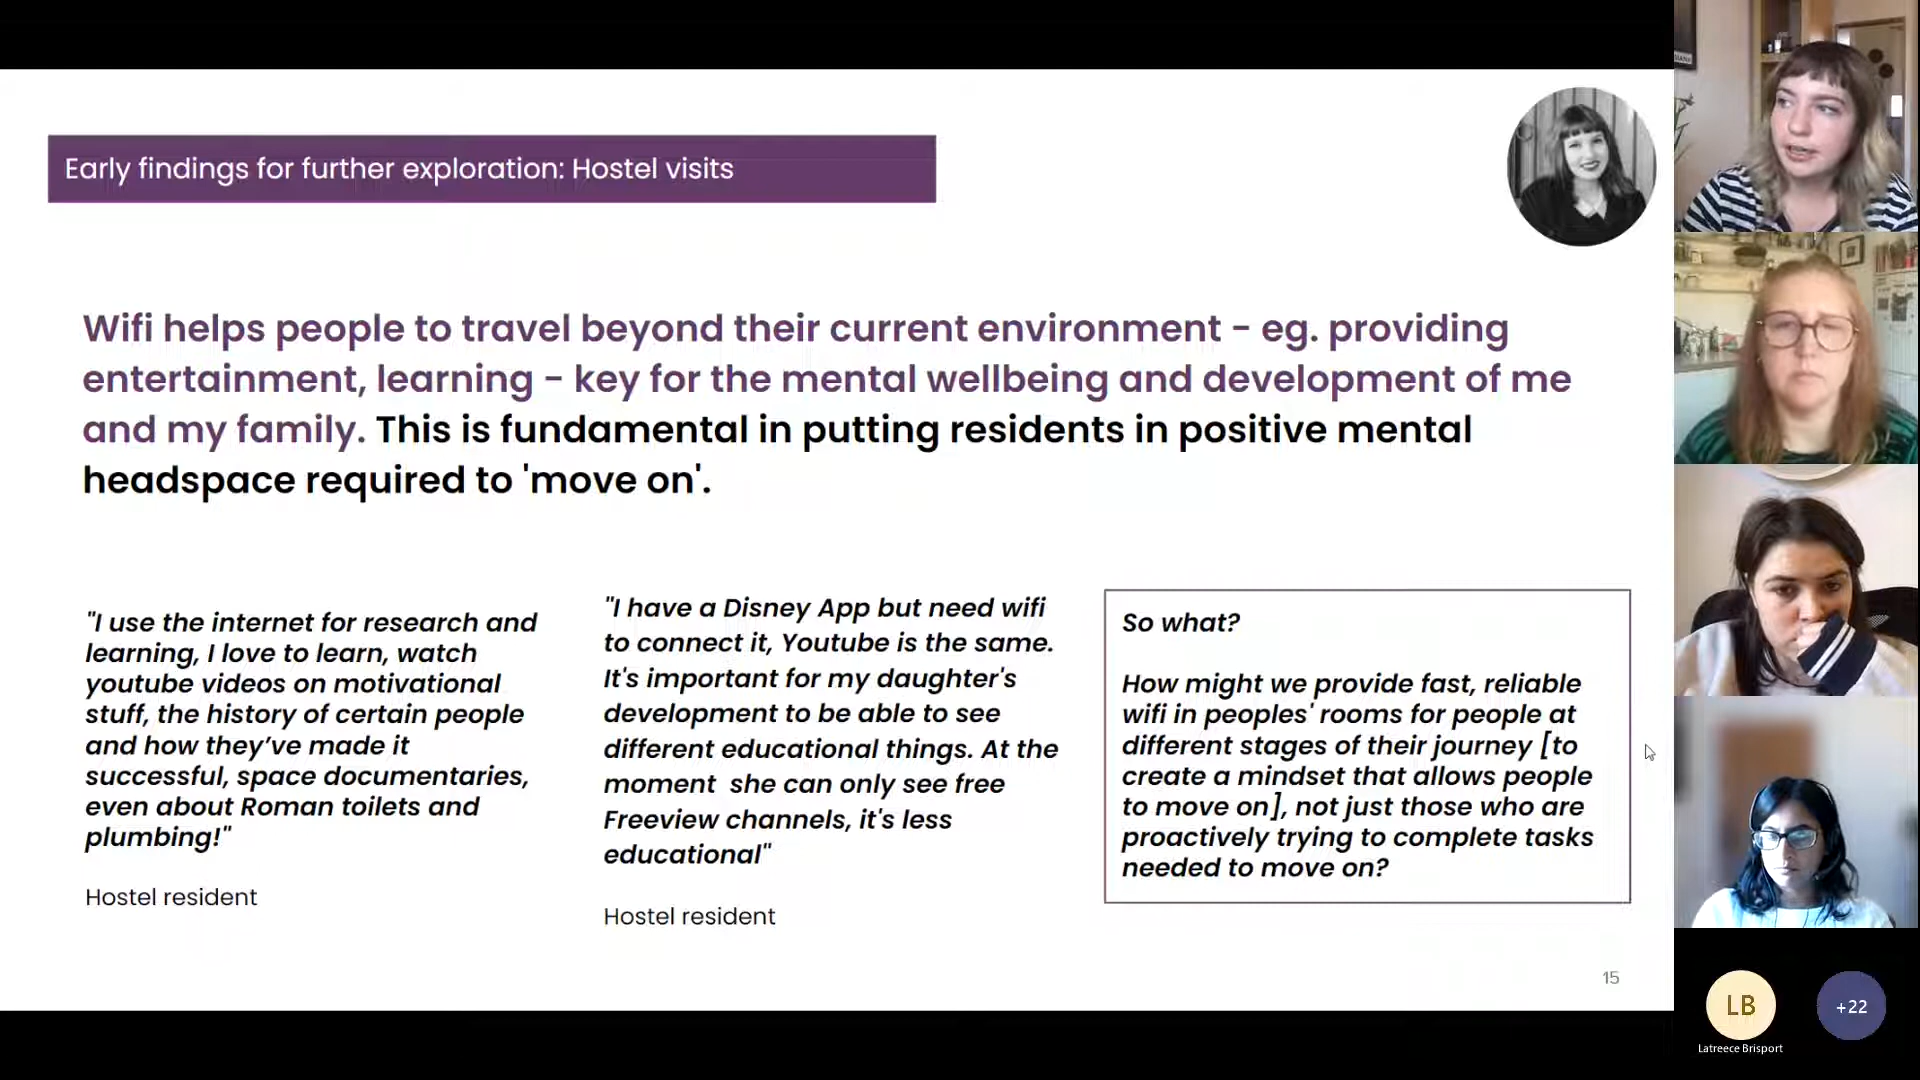 Early findings for further exploration: Hostel visits
Wifi helps people to travel beyond their current environment - eg. providing
entertainment, learning - key for the mental wellbeing and development of me
and my family. This is fundamental in putting residents in positive mental
headspace required to 'move on'.
"I use the internet for research and
learning, I love to learn, watch
youtube videos on motivational
stuff, the history of certain people
and how they've made it
successful, space documentaries,
even about Roman toilets and
plumbing!"
Hostel resident
"I have a Disney App but need wifi
to connect it, Youtube is the same.
It's important for my daughter's
development to be able to see
different educational things. At the
moment she can only see free
Freeview channels, it's less
educational"
Hostel resident
So what?
How might we provide fast, reliable
wifi in peoples' rooms for people at
different stages of their journey [to
create a mindset that allows people
to move on], not just those who are
proactively trying to complete tasks
needed to move on?
15
LB
+22
Latreece Brisport